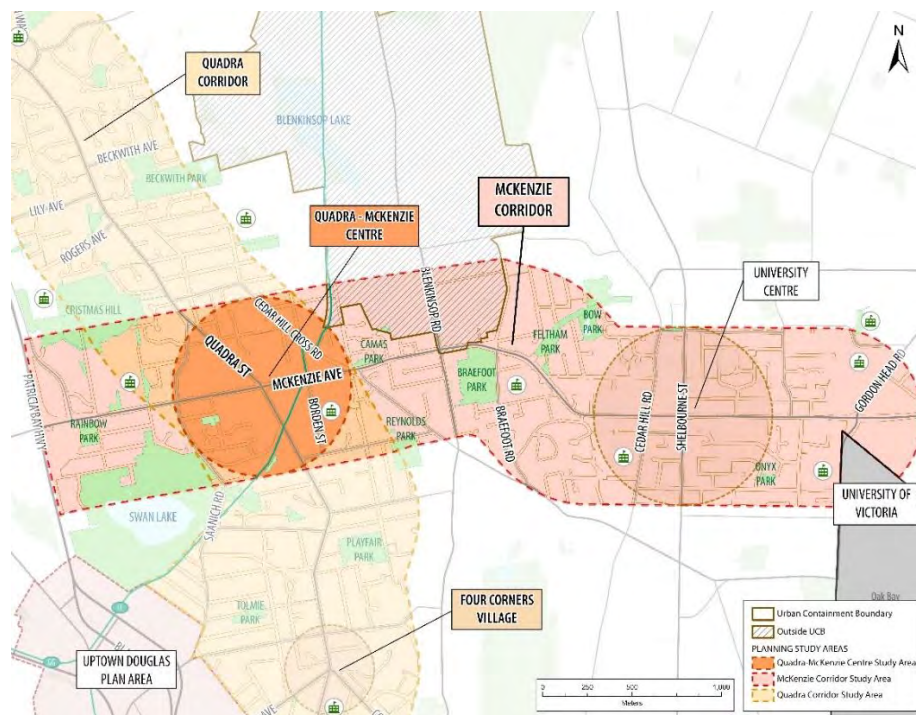 N
QUADRA
CORRIDOR
BLENKINSOP LAKE
BECKWITH AVE
BECKWITH PARK
MCKENZIE
CORRIDOR
LILY AVE
QUADRA - MCKENZIE
CENTRE
ROGERS AVE
UNIVERSITY
CENTRE
BLENKINSOP RD
CRISTMAS HILL
CEDAR HILL CROSS RD
BOW
PARK
FELTHAM
PARK
CAMAS
PARK
QUADRA ST
MCKENZIE AVE
GORDON HEAD RD
BRAEFOOT
PARK
PATRICIA BAY HWY
BORDEN ST
CEDAR HILL RD
SHELBOURNE ST
RAINBOW
PARK
REYNOLDS
PARK
BRAEFOOT RD
ONYX
PARK
SWAN LAKE
SAANICH RD
UNIVERSITY OF
VICTORIA
PLAYFAIR
PARK
TOLMIE
PARK
FOUR CORNERS
VILLAGE
Oak Bay
UPTOWN DOUGLAS
PLAN AREA
Urban Containment Boundary
Outside UCB
PLANNING STUDY AREAS
Quadra-McKenzie Centre Study Area
McKenzie Corridor Study Area
Quadra Corridor Study Area
0 250 500 1,000
Meters